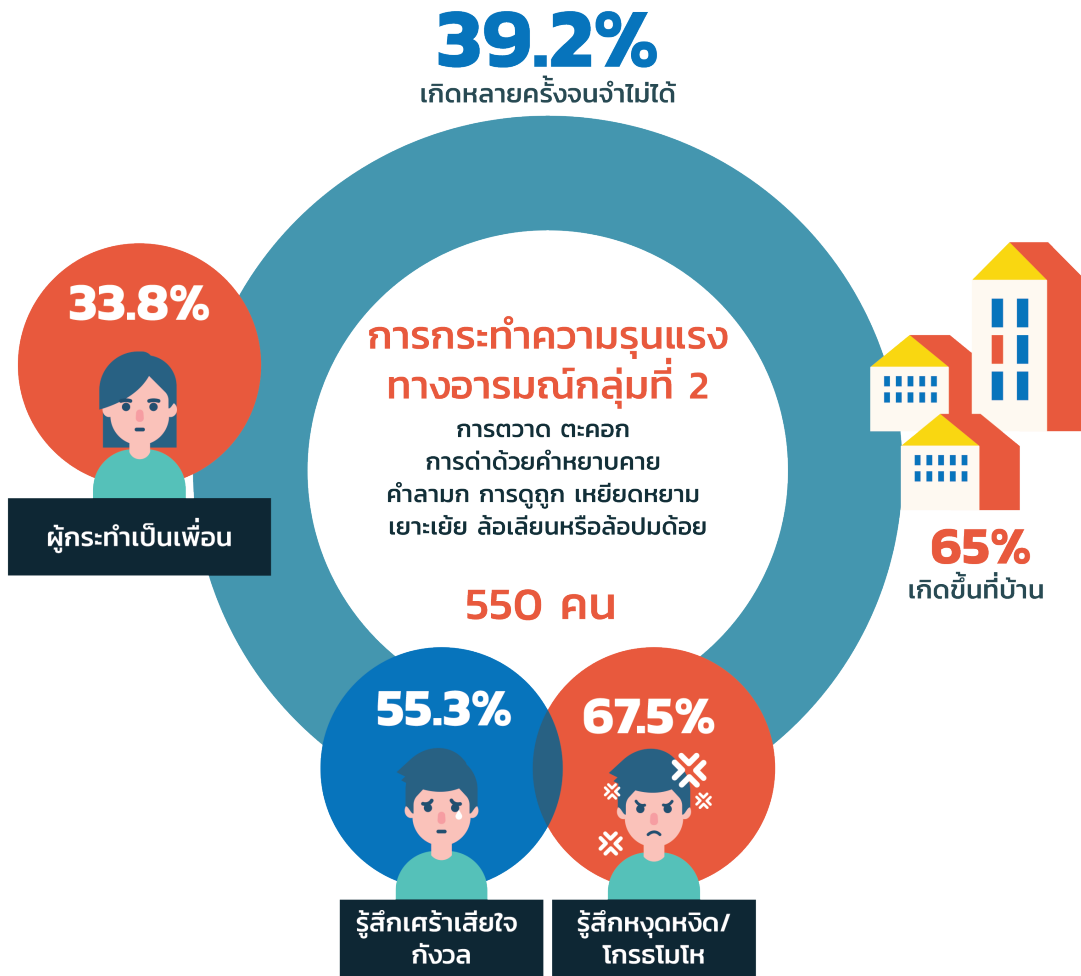 39.2%
เกิดหลายครั้งจนจำไม่ได้
33.8%
ผู้กระทำเป็นเพื่อน
การกระทำความรุนแรง
ทางอารมณ์กลุ่มที่ 2
การตวาด ตะคอก
การด่าด้วยคำหยาบคาย
คำลามก การดูถูก เหยียดหยาม
เยาะเย้ย ล้อเลียนหรือล้อปมด้อย
550 คน
65%
เกิดขึ้นที่บ้าน
55.3%
รู้สึกเศร้าเสียใจ
กังวล
67.5%
รู้สึกหงุดหงิด/
โกรธโมโห